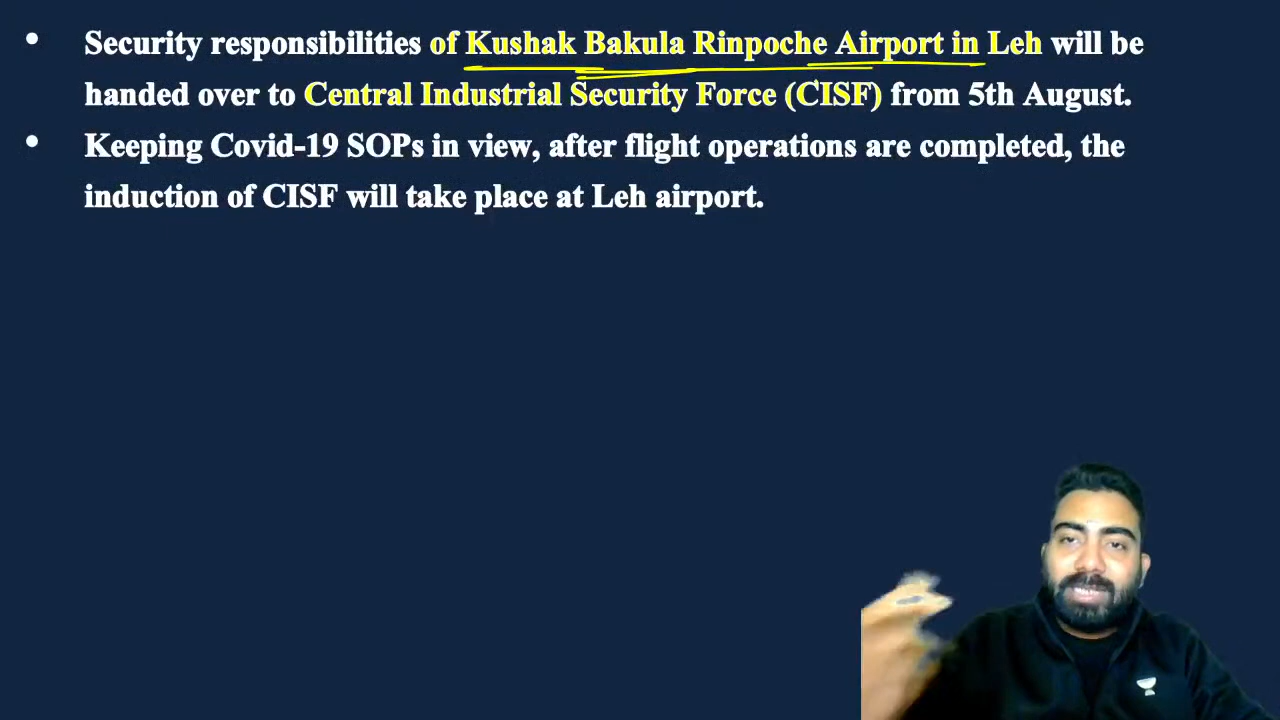 • Security responsibilities of Kushak Bakula Rinpoche Airport in Leh will be
handed over to Central Industrial Security Force (CISF) from 5th August.
• Keeping Covid-19 SOPs in view, after flight operations are completed, the
induction of CISF will take place at Leh airport.